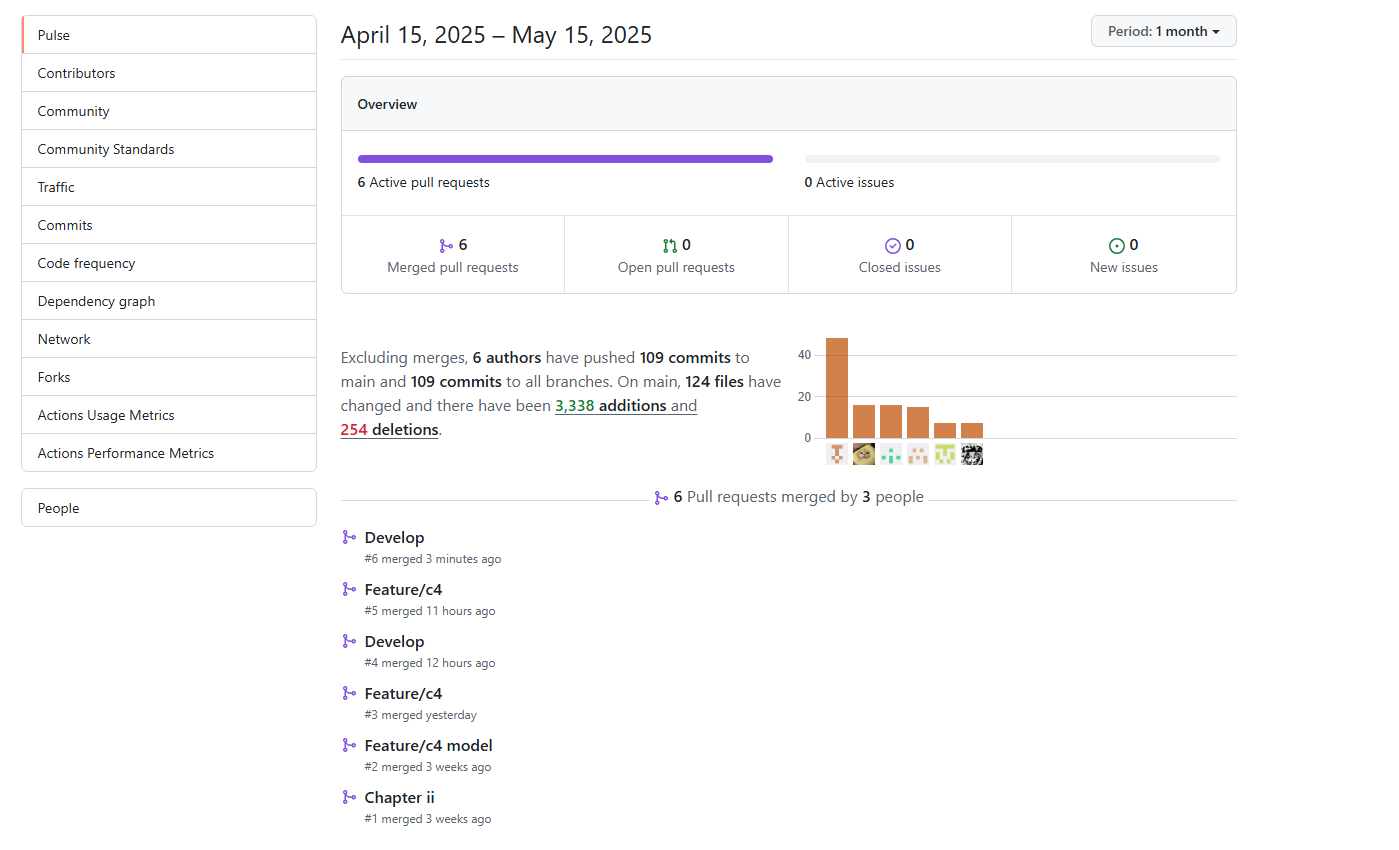 Pulse
Contributors
Community
Community Standards
Traffic
Commits
Code frequency
Dependency graph
Network
Forks
Actions Usage Metrics
Actions Performance Metrics
People
April 15, 2025 – May 15, 2025
Period: 1 month
Overview
6 Active pull requests
0 Active issues
6
Merged pull requests
0
Open pull requests
0
Closed issues
0
New issues
Excluding merges, 6 authors have pushed 109 commits to
main and 109 commits to all branches. On main, 124 files have
changed and there have been 3,338 additions and
254 deletions.
40
20
0
6 Pull requests merged by 3 people
Develop
#6 merged 3 minutes ago
Feature/c4
#5 merged 11 hours ago
Develop
#4 merged 12 hours ago
Feature/c4
#3 merged yesterday
Feature/c4 model
#2 merged 3 weeks ago
Chapter ii
#1 merged 3 weeks ago